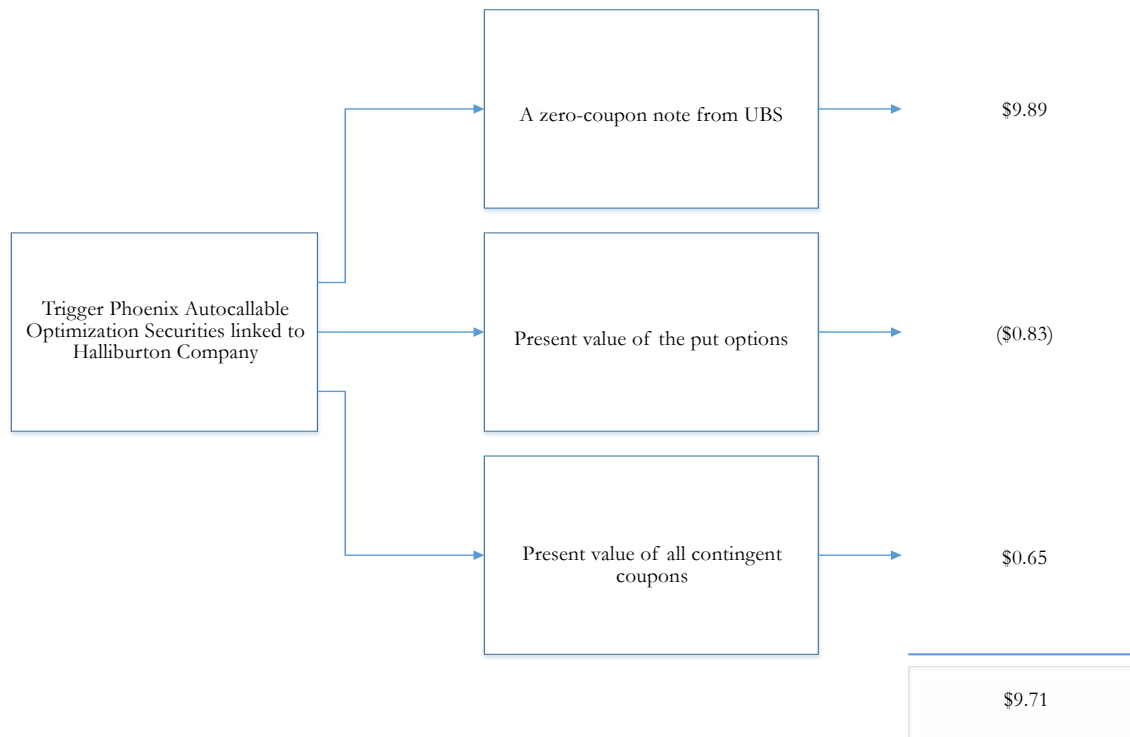 A zero-coupon note from UBS
$9.89
Trigger Phoenix Autocallable
Optimization Securities linked to
Halliburton Company
Present value of the put options
($0.83)
Present value of all contingent
coupons
$0.65
$9.71